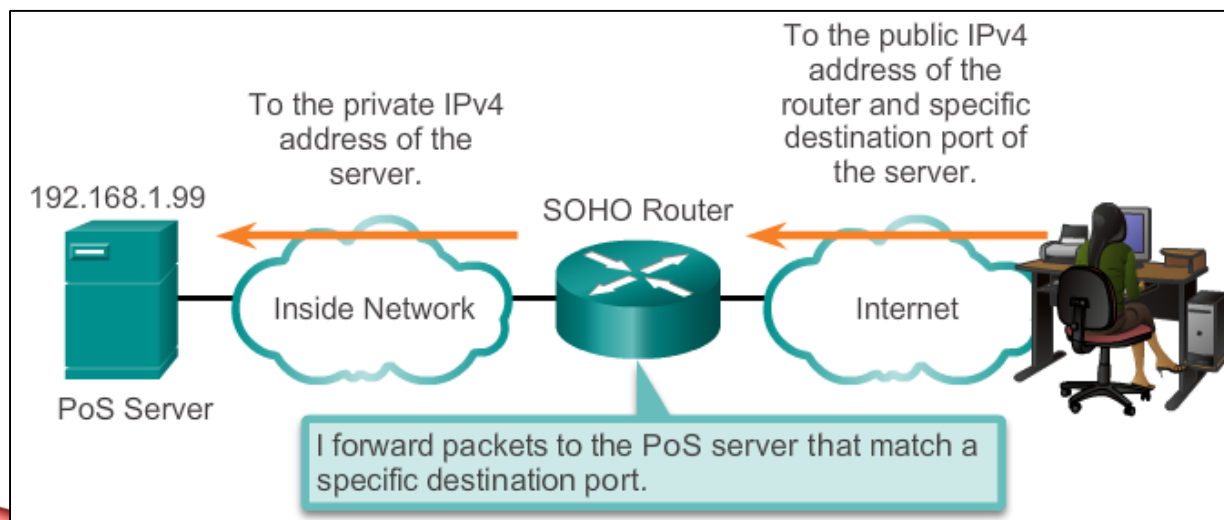 To the public IPv4
address of the
router and specific
destination port of
the server.
To the private IPv4
address of the
server.
192.168.1.99
SOHO Router
Inside Network
Internet
PoS Server
I forward packets to the PoS server that match a
specific destination port.